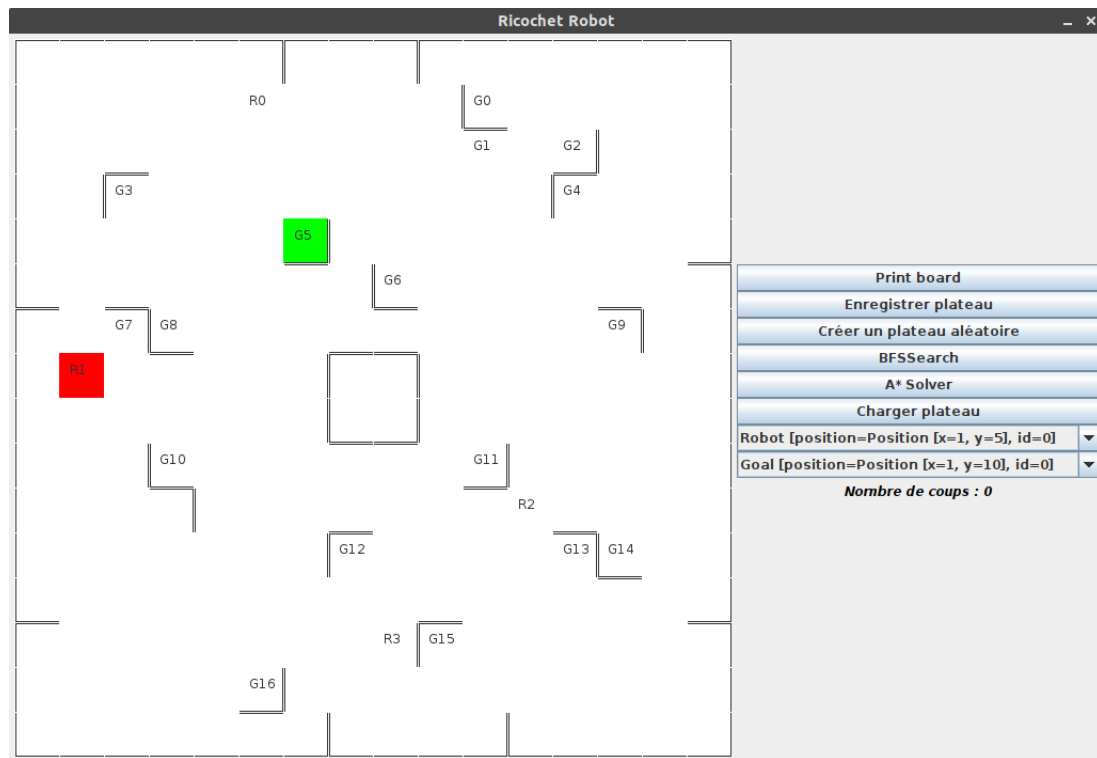 Ricochet Robot
R0 G0
G1 G2
G3 G4
G5
G6
G7 G8 G9
R1
G10 G11
R2
G12 G13 G14
R3 G15
G16
Print board
Enregistrer plateau
Créer un plateau aléatoire
BFSSearch
A* Solver
Charger plateau
Robot [position=Position [x=1, y=5], id=0]
Goal [position=Position [x=1, y=10], id=0]
Nombre de coups : 0